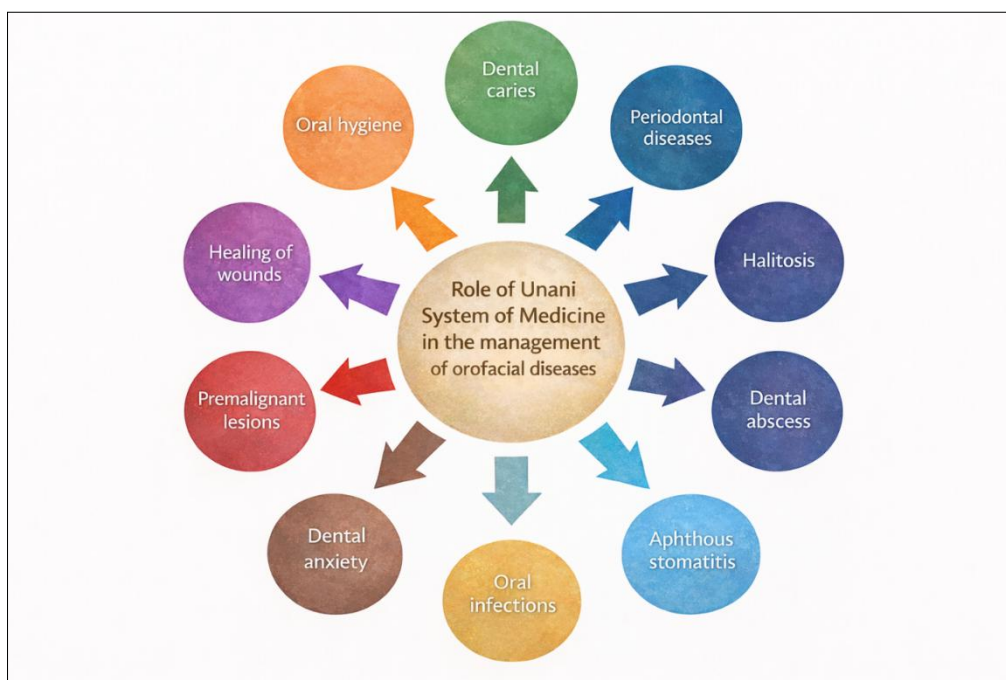 Dental
caries
Periodontal
diseases
Halitosis
Dental
abscess
Aphthous
stomatitis
Oral
infections
Dental
anxiety
Premalignant
lesions
Healing of
wounds
Oral hygiene
Role of Unani
System of Medicine
in the management
of orofacial diseases